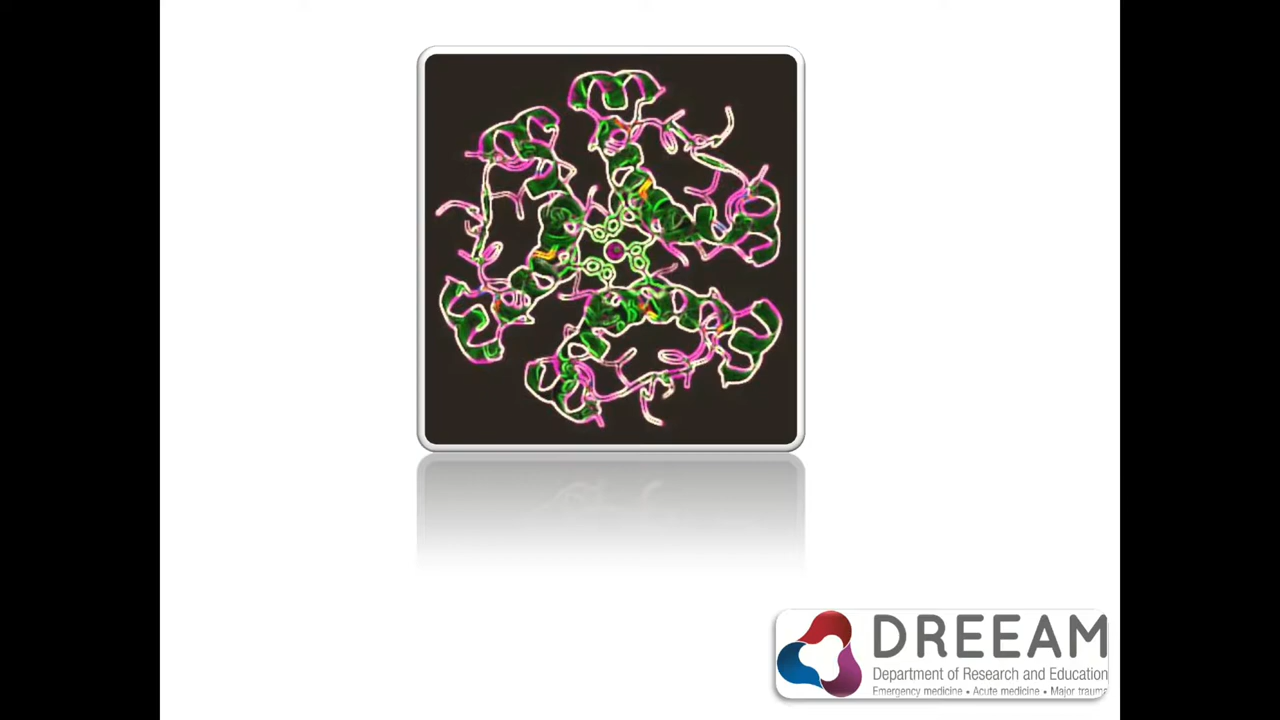 DREEAM
Department of Research and Education
Emergency medicine • Acute medicine • Major trauma